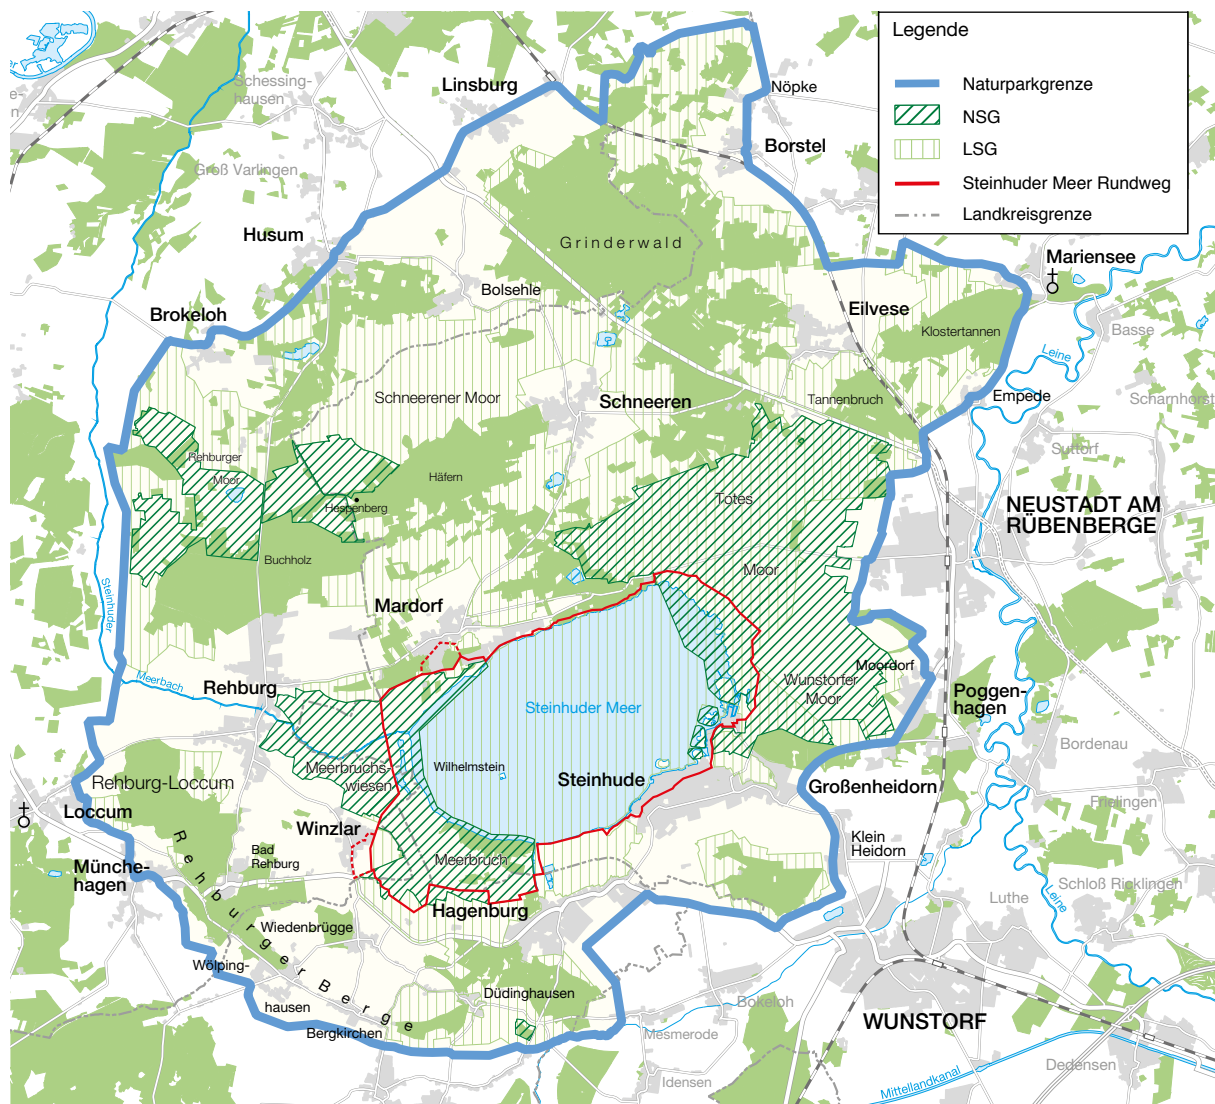 Legende
Naturparkgrenze
NSG
LSG
Steinhuder Meer Rundweg
Landkreisgrenze
Schessing-
hausen
Linsburg
Nöpke
Borstel
Groß Varlingen
Husum
Grinderwald
Mariensee
Bolsehle
Brokeloh
Eilvese
Klostertannen
Basse
Leine
Schneerener Moor
Schneeren
Tannenbruch
Empede
Scharnhorst
Suttorf
Rehburger
Moor
Häfern
Hespenberg
Totes
Moor
NEUSTADT AM
RÜBENBERGE
Buchholz
Steinhuder
Meerbach
Mardorf
Rehburg
Steinhuder Meer
Moordorf
Wunstorfer
Moor
Poggen-
hagen
Bordenau
Meerbruchs-
wiesen
Wilhelmstein
Steinhude
Großenheidorn
Frielingen
Rehburg-Loccum
Loccum
Winzlar
Klein
Heidorn
Bad
Rehburg
Meerbruch
Münche-
hagen
Hagenburg
Schloß Ricklingen
Luthe
Leine
Rehburger Berge
Wiedenbrügge
Wölping-
hausen
Düdinghausen
Bergkirchen
Bokeloh
WUNSTORF
Mesmerode
Idensen
Dedensen
Mittellandkanal